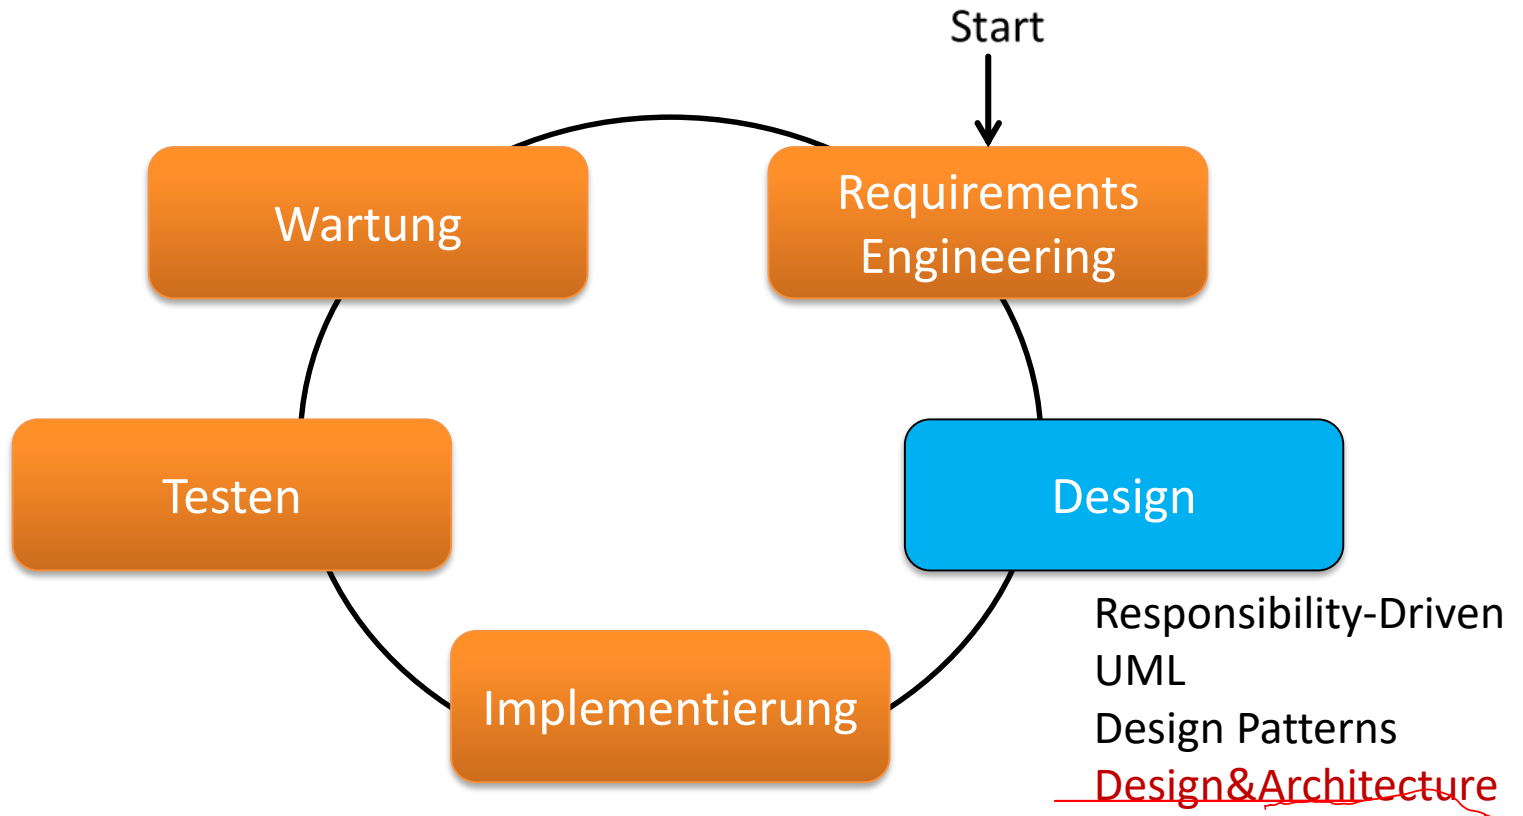 Start
Wartung
Requirements
Engineering
Testen
Design
Implementierung
Responsibility-Driven
UML
Design Patterns
Design&Architecture